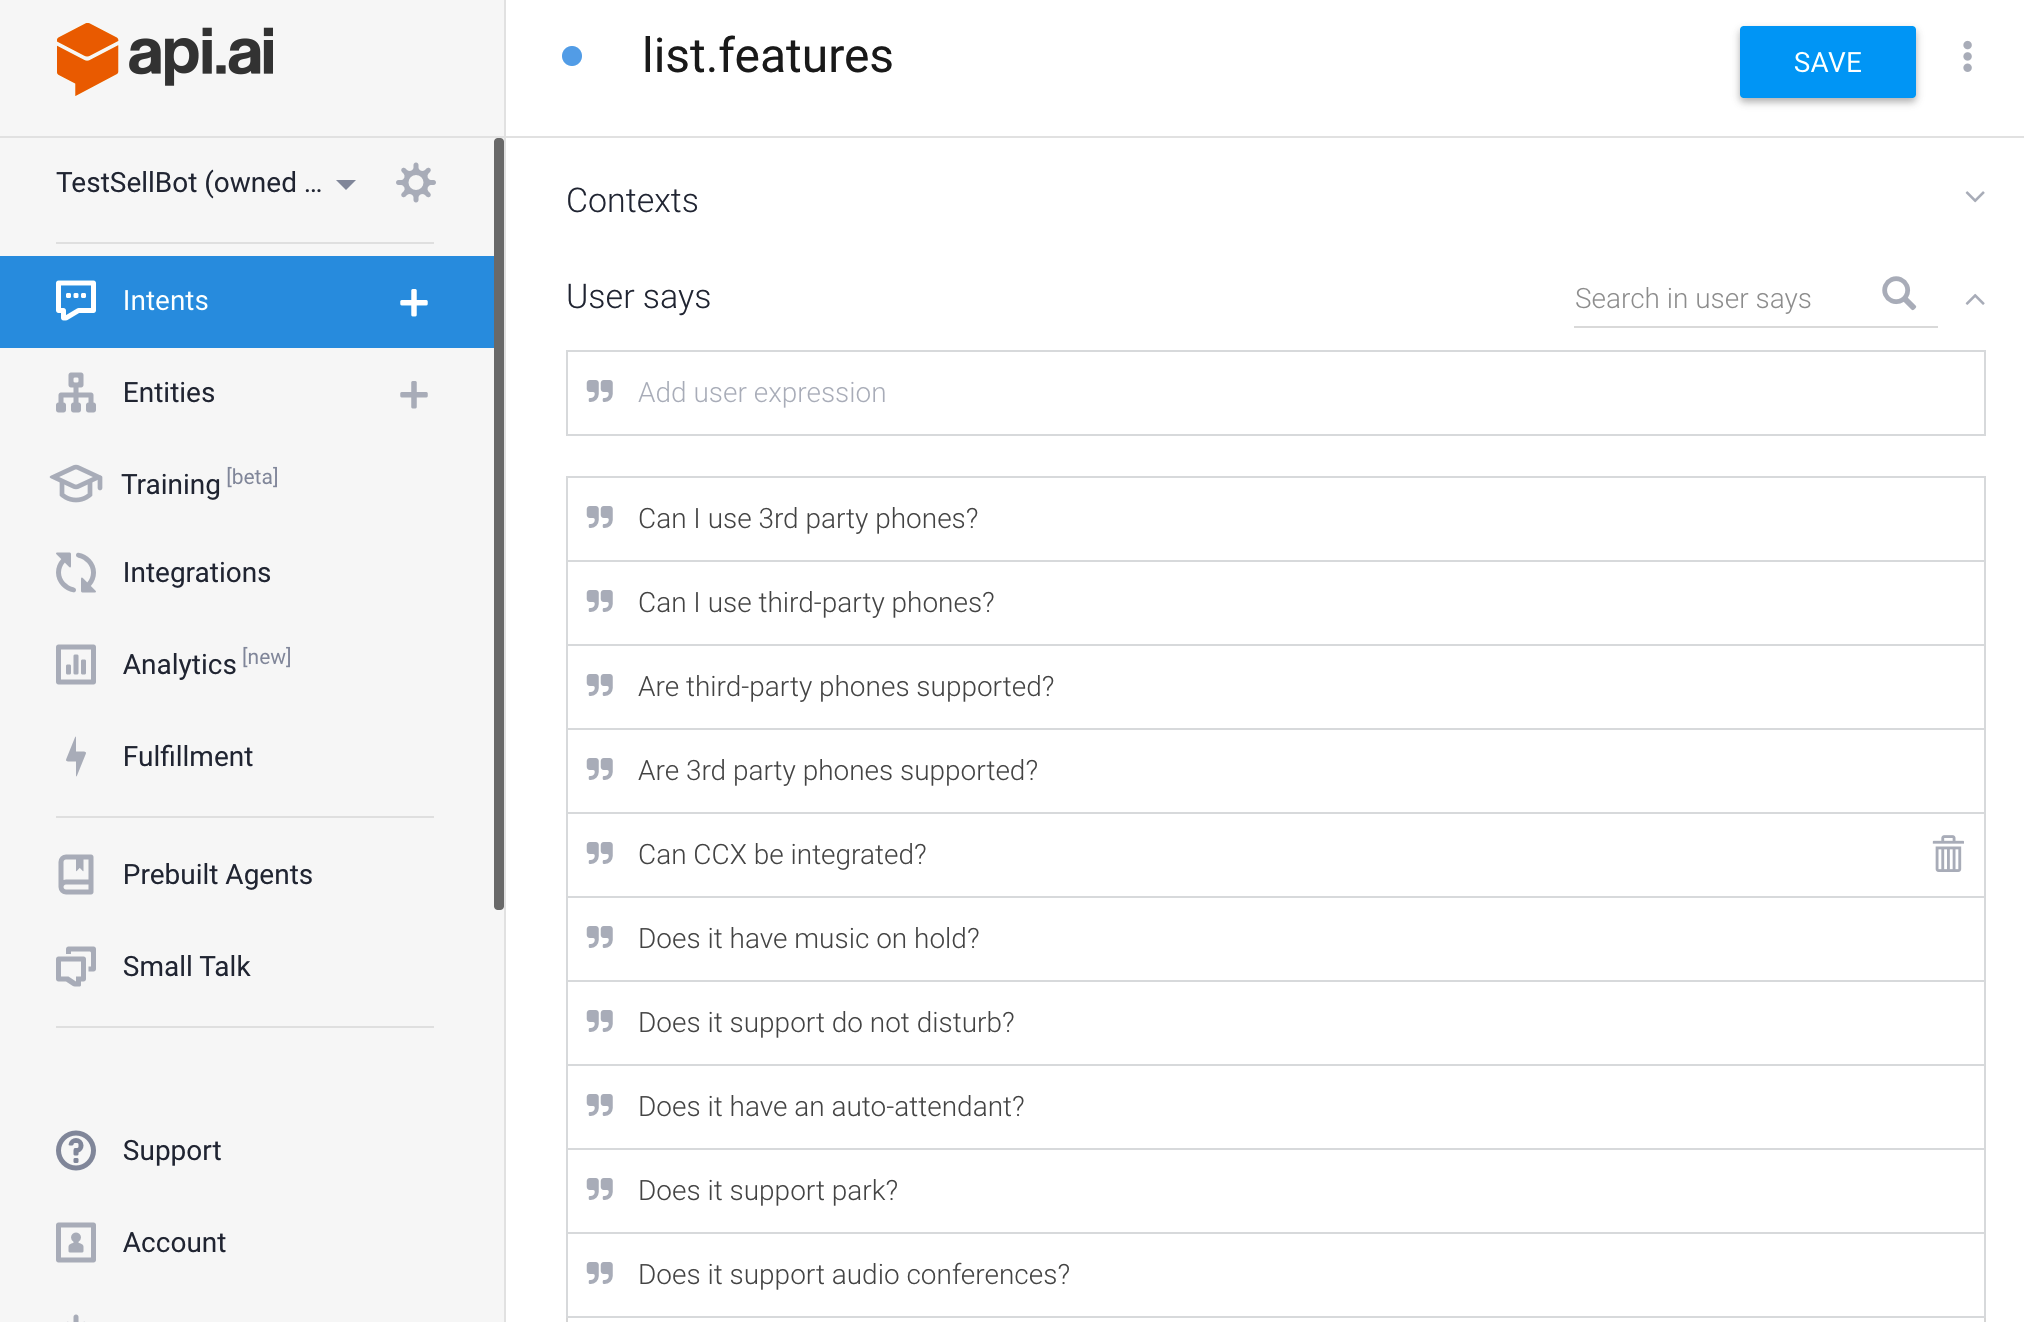 api.ai
list.features
SAVE
TestSellBot (owned ...
Intents
Entities
Training [beta]
Integrations
Analytics [new]
Fulfillment
Prebuilt Agents
Small Talk
Support
Account
Contexts
User says
Search in user says
Add user expression
Can I use 3rd party phones?
Can I use third-party phones?
Are third-party phones supported?
Are 3rd party phones supported?
Can CCX be integrated?
Does it have music on hold?
Does it support do not disturb?
Does it have an auto-attendant?
Does it support park?
Does it support audio conferences?